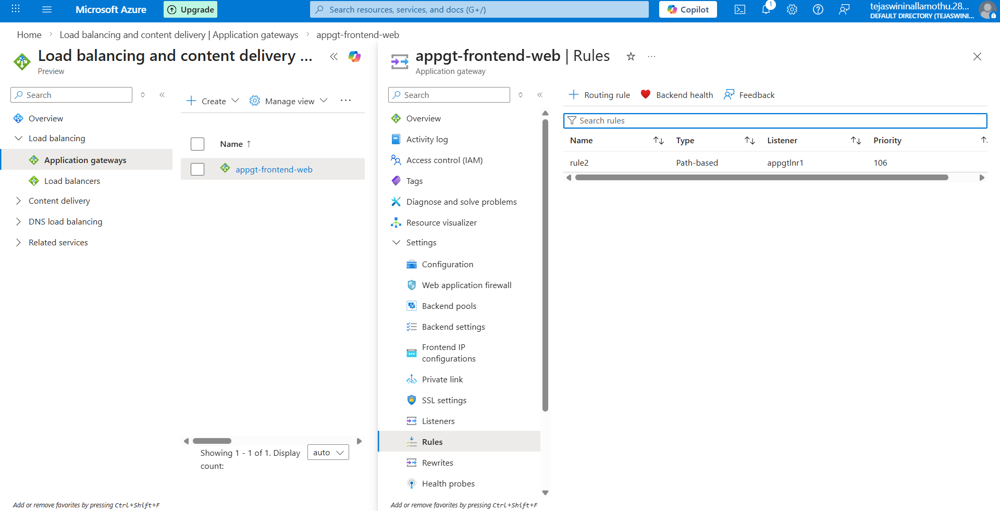 Microsoft Azure
Upgrade
Search resources, services, and docs (G+/)
Copilot
1
tejaswininallamothu.28...
DEFAULT DIRECTORY (TEJASWINI...
Home > Load balancing and content delivery | Application gateways > appgt-frontend-web
Load balancing and content delivery ...
Preview
Search
Overview
Load balancing
Application gateways
Load balancers
Content delivery
DNS load balancing
Related services
Add or remove favorites by pressing Ctrl+Shift+F
Create
Manage view
...
Name ↑
appgt-frontend-web
Showing 1 - 1 of 1. Display
count:
auto
appgt-frontend-web | Rules
...
Application gateway
Search
Overview
Activity log
Access control (IAM)
Tags
Diagnose and solve problems
Resource visualizer
Settings
Configuration
Web application firewall
Backend pools
Backend settings
Frontend IP
configurations
Private link
SSL settings
Listeners
Rules
Rewrites
Health probes
Add or remove favorites by pressing Ctrl+Shift+F
Routing rule
Backend health
Feedback
Search rules
Name Type Listener Priority
rule2 Path-based appgtlnr1 106